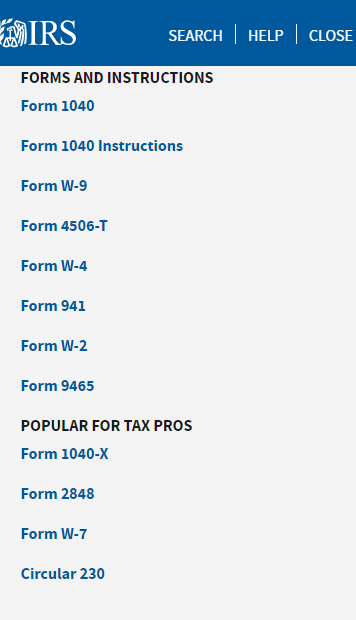 IRS
SEARCH HELP CLOSE
FORMS AND INSTRUCTIONS
Form 1040
Form 1040 Instructions
Form W-9
Form 4506-T
Form W-4
Form 941
Form W-2
Form 9465
POPULAR FOR TAX PROS
Form 1040-X
Form 2848
Form W-7
Circular 230